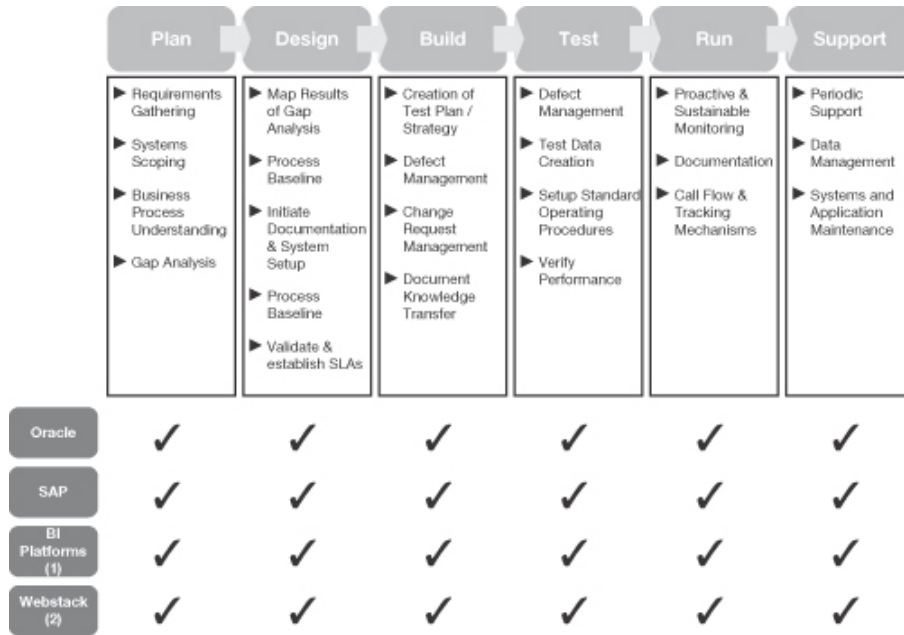 Plan
Design
Build
Test
Run
Support
Requirements
Gathering
Systems
Scoping
Business
Process
Understanding
Gap Analysis
Map Results
of Gap
Analysis
Process
Baseline
Initiate
Documentation
& System
Setup
Process
Baseline
Validate &
establish SLAs
Creation of
Test Plan /
Strategy
Defect
Management
Change
Request
Management
Document
Knowledge
Transfer
Defect
Management
Test Data
Creation
Setup Standard
Operating
Procedures
Verify
Performance
Proactive &
Sustainable
Monitoring
Documentation
Call Flow &
Tracking
Mechanisms
Periodic
Support
Data
Management
Systems and
Application
Maintenance
Oracle
SAP
BI
Platforms
(1)
Webstack
(2)